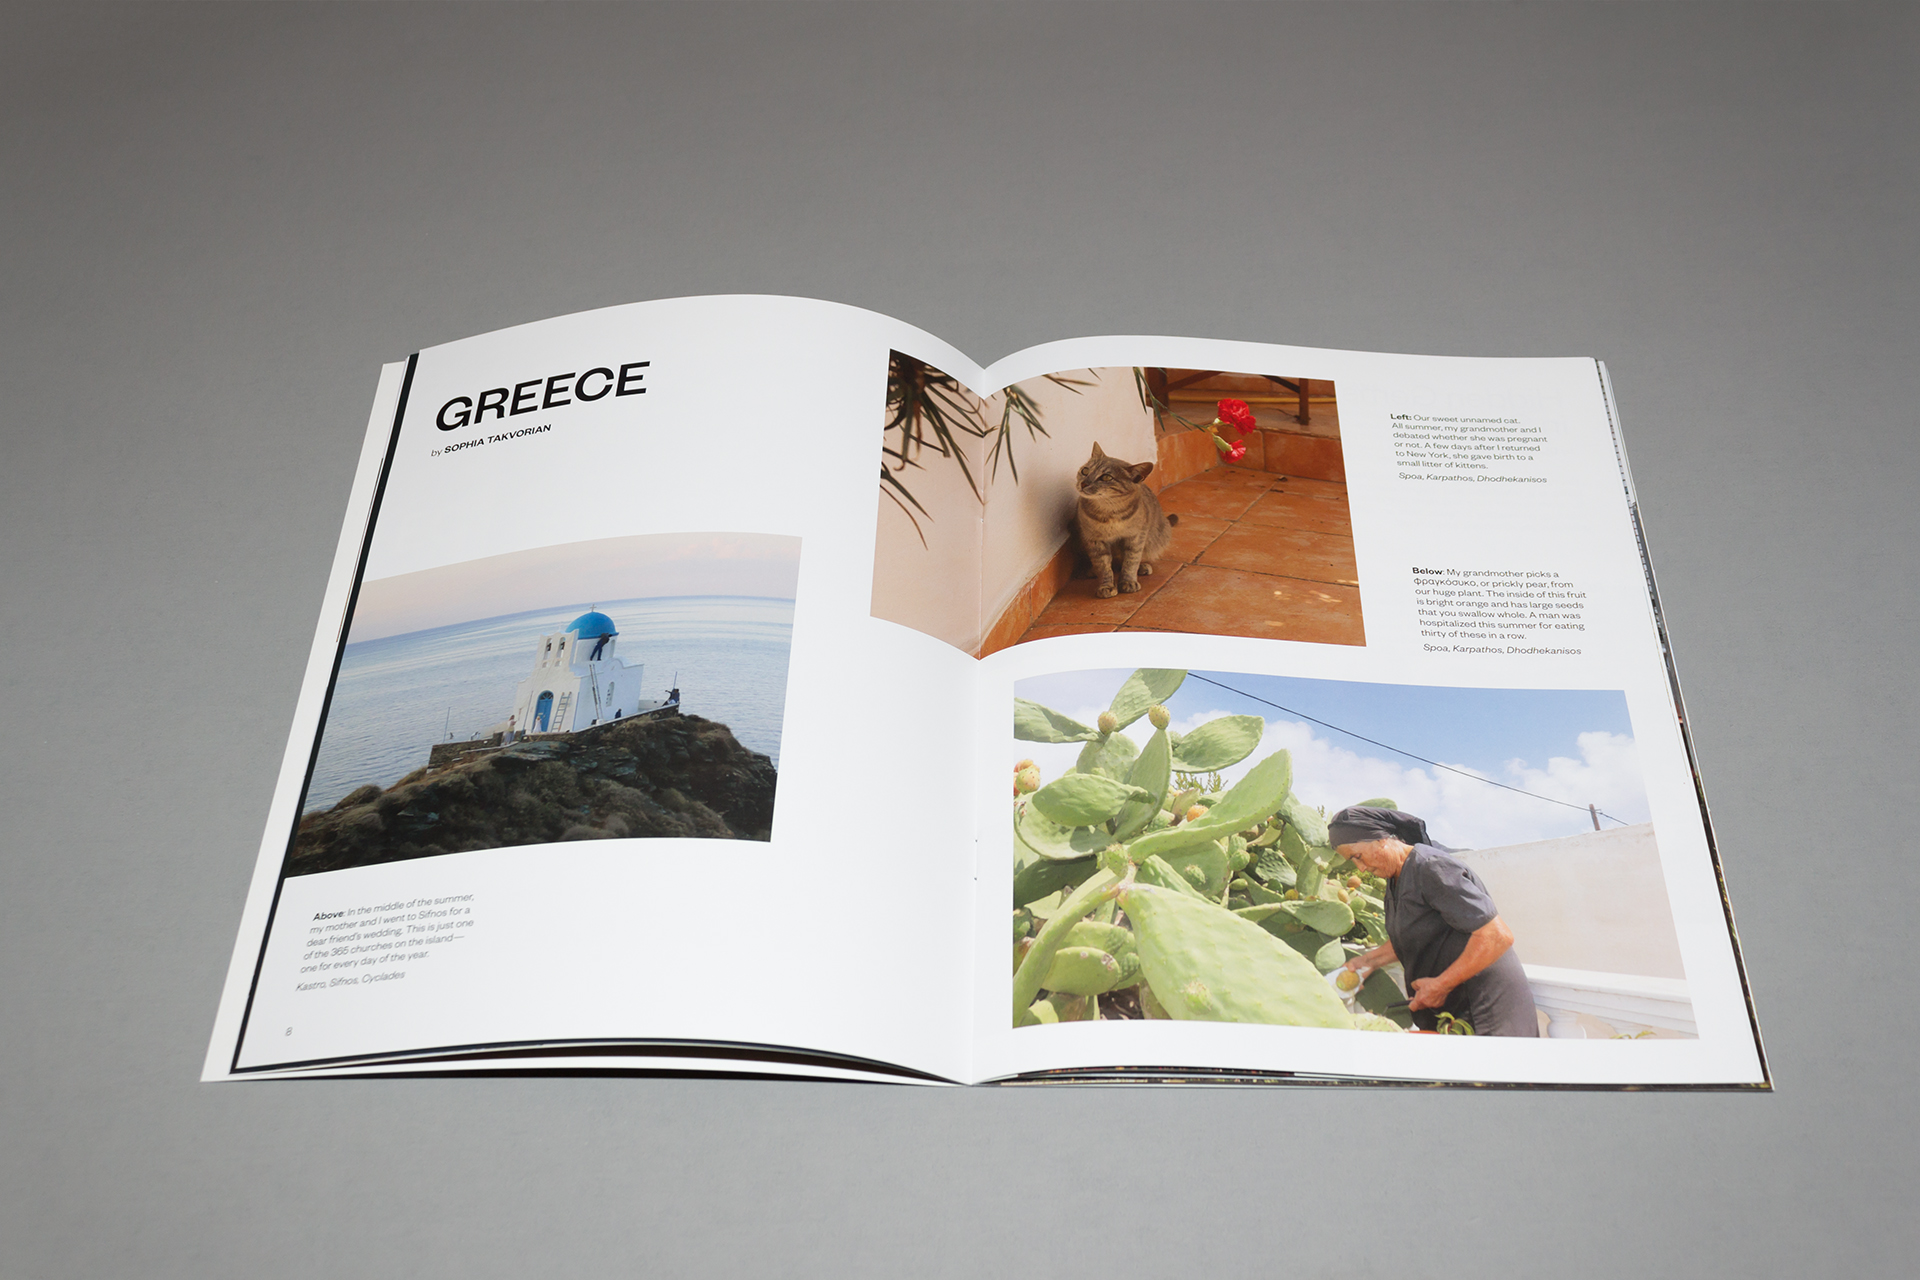 GREECE
by SOPHIA TAKVORIAN
Above: In the middle of the summer,
my mother and I went to Sifnos for a
dear friend's wedding. This is just one
of the 365 churches on the island—
one for every day of the year.
Kastro, Sifnos, Cyclades
8
Left: Our sweet unnamed cat.
All summer, my grandmother and I
debated whether she was pregnant
or not. A few days after I returned
to New York, she gave birth to a
small litter of kittens.
Spoa, Karpathos, Dhodhekanisos
Below: My grandmother picks a
φραγκόσυκο, or prickly pear, from
our huge plant. The inside of this fruit
is bright orange and has large seeds
that you swallow whole. A man was
hospitalized this summer for eating
thirty of these in a row.
Spoa, Karpathos, Dhodhekanisos